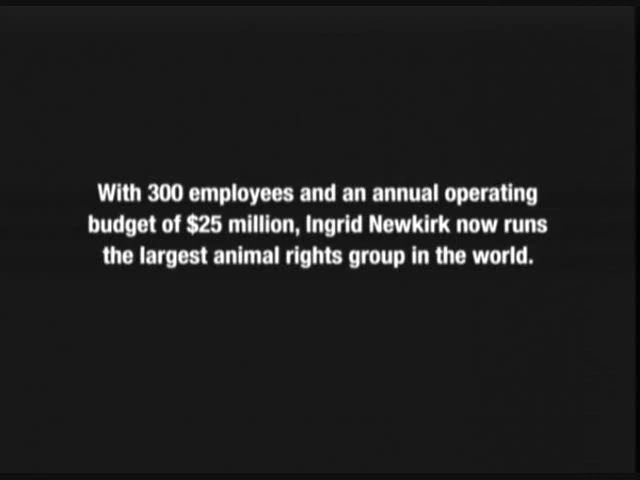 With 300 employees and an annual operating
budget of $25 million, Ingrid Newkirk now runs
the largest animal rights group in the world.